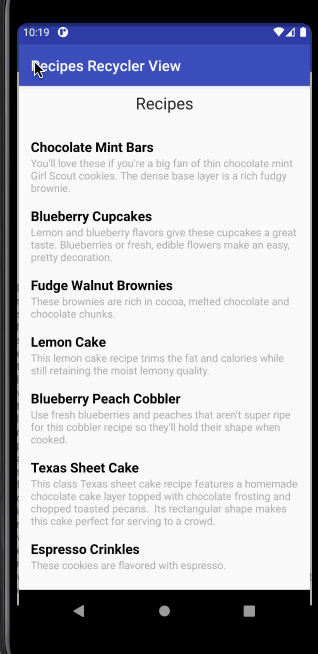 10:19
Recipes Recycler View
Recipes
Chocolate Mint Bars
You'll love these if you're a big fan of thin chocolate mint
Girl Scout cookies. The dense base layer is a rich fudgy
brownie.
Blueberry Cupcakes
Lemon and blueberry flavors give these cupcakes a great
taste. Blueberries or fresh, edible flowers make an easy,
pretty decoration.
Fudge Walnut Brownies
These brownies are rich in cocoa, melted chocolate and
chocolate chunks.
Lemon Cake
This lemon cake recipe trims the fat and calories while
still retaining the moist lemony quality.
Blueberry Peach Cobbler
Use fresh blueberries and peaches that aren't super ripe
for this cobbler recipe so they'll hold their shape when
cooked.
Texas Sheet Cake
This class Texas sheet cake recipe features a homemade
chocolate cake layer topped with chocolate frosting and
chopped toasted pecans.  Its rectangular shape makes
this cake perfect for serving to a crowd.
Espresso Crinkles
These cookies are flavored with espresso.